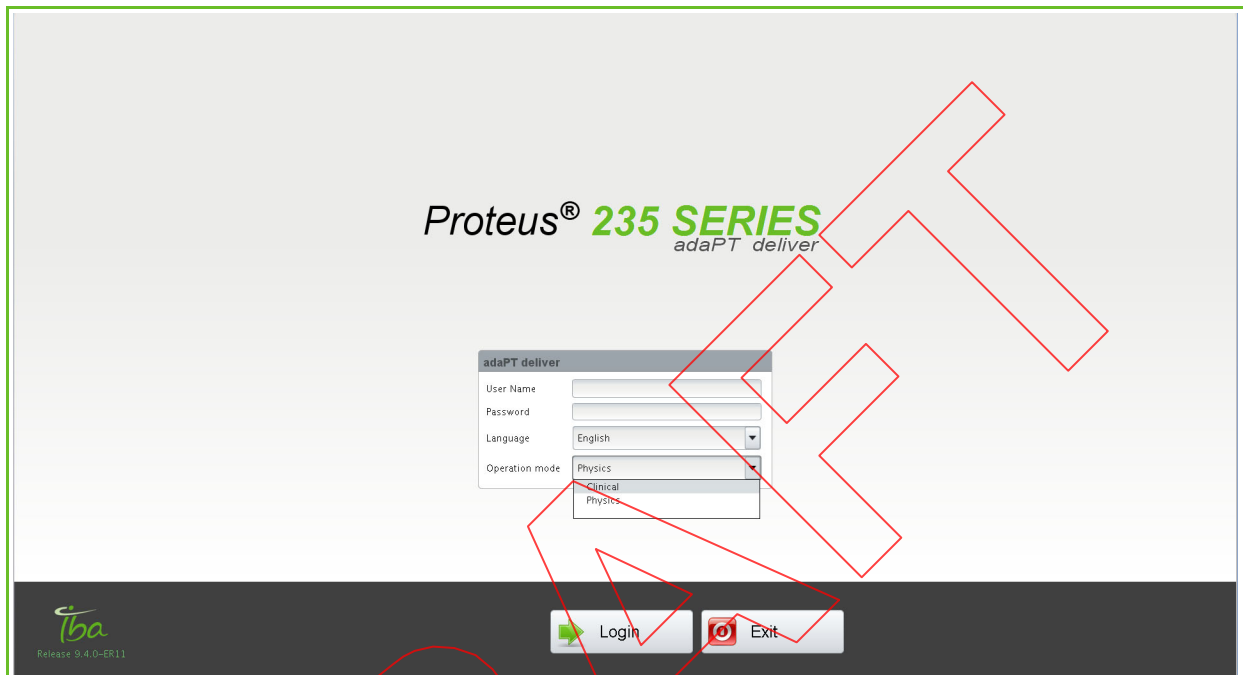 Proteus® 235 SERIES
adaPT deliver
adaPT deliver
User Name
Password
Language English
Operation mode Physics
Clinical
Physics
iba
Login
Exit
Release 9.4.0-ER11